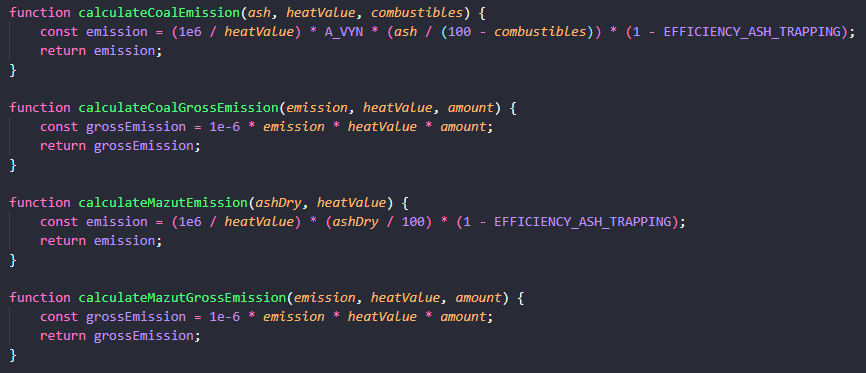 function calculateCoalEmission(ash, heatValue, combustibles) {
    const emission = (1e6 / heatValue) * A_VYN * (ash / (100 - combustibles)) * (1 - EFFICIENCY_ASH_TRAPPING);
    return emission;
}

function calculateCoalGrossEmission(emission, heatValue, amount) {
    const grossEmission = 1e-6 * emission * heatValue * amount;
    return grossEmission;
}

function calculateMazutEmission(ashDry, heatValue) {
    const emission = (1e6 / heatValue) * (ashDry / 100) * (1 - EFFICIENCY_ASH_TRAPPING);
    return emission;
}

function calculateMazutGrossEmission(emission, heatValue, amount) {
    const grossEmission = 1e-6 * emission * heatValue * amount;
    return grossEmission;
}